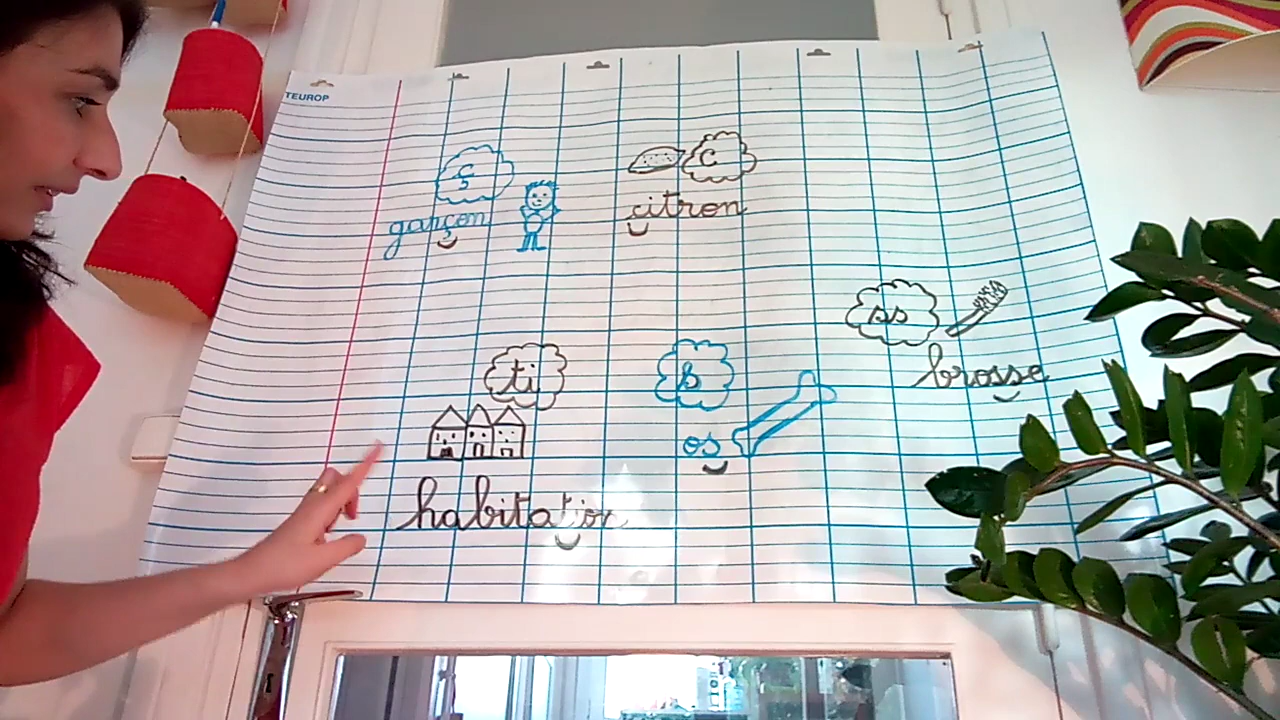 TEUROP
ç
garçon
c
citron
ss
brosse
ti
habitation
s
os